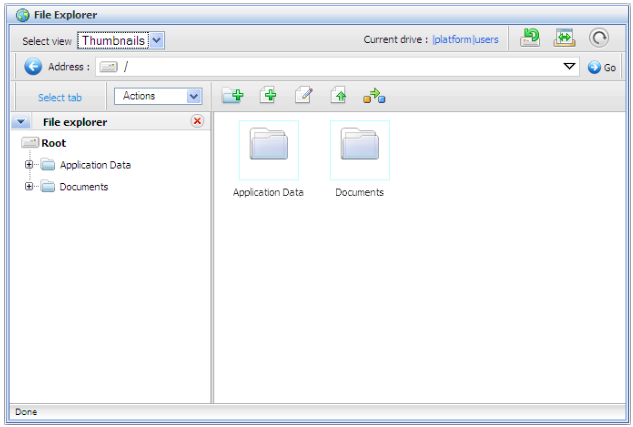 File Explorer
Select view Thumbnails Current drive : |platform|users
Address : / Go
Select tab Actions
File explorer
Root
Application Data
Documents
Application Data Documents
Done